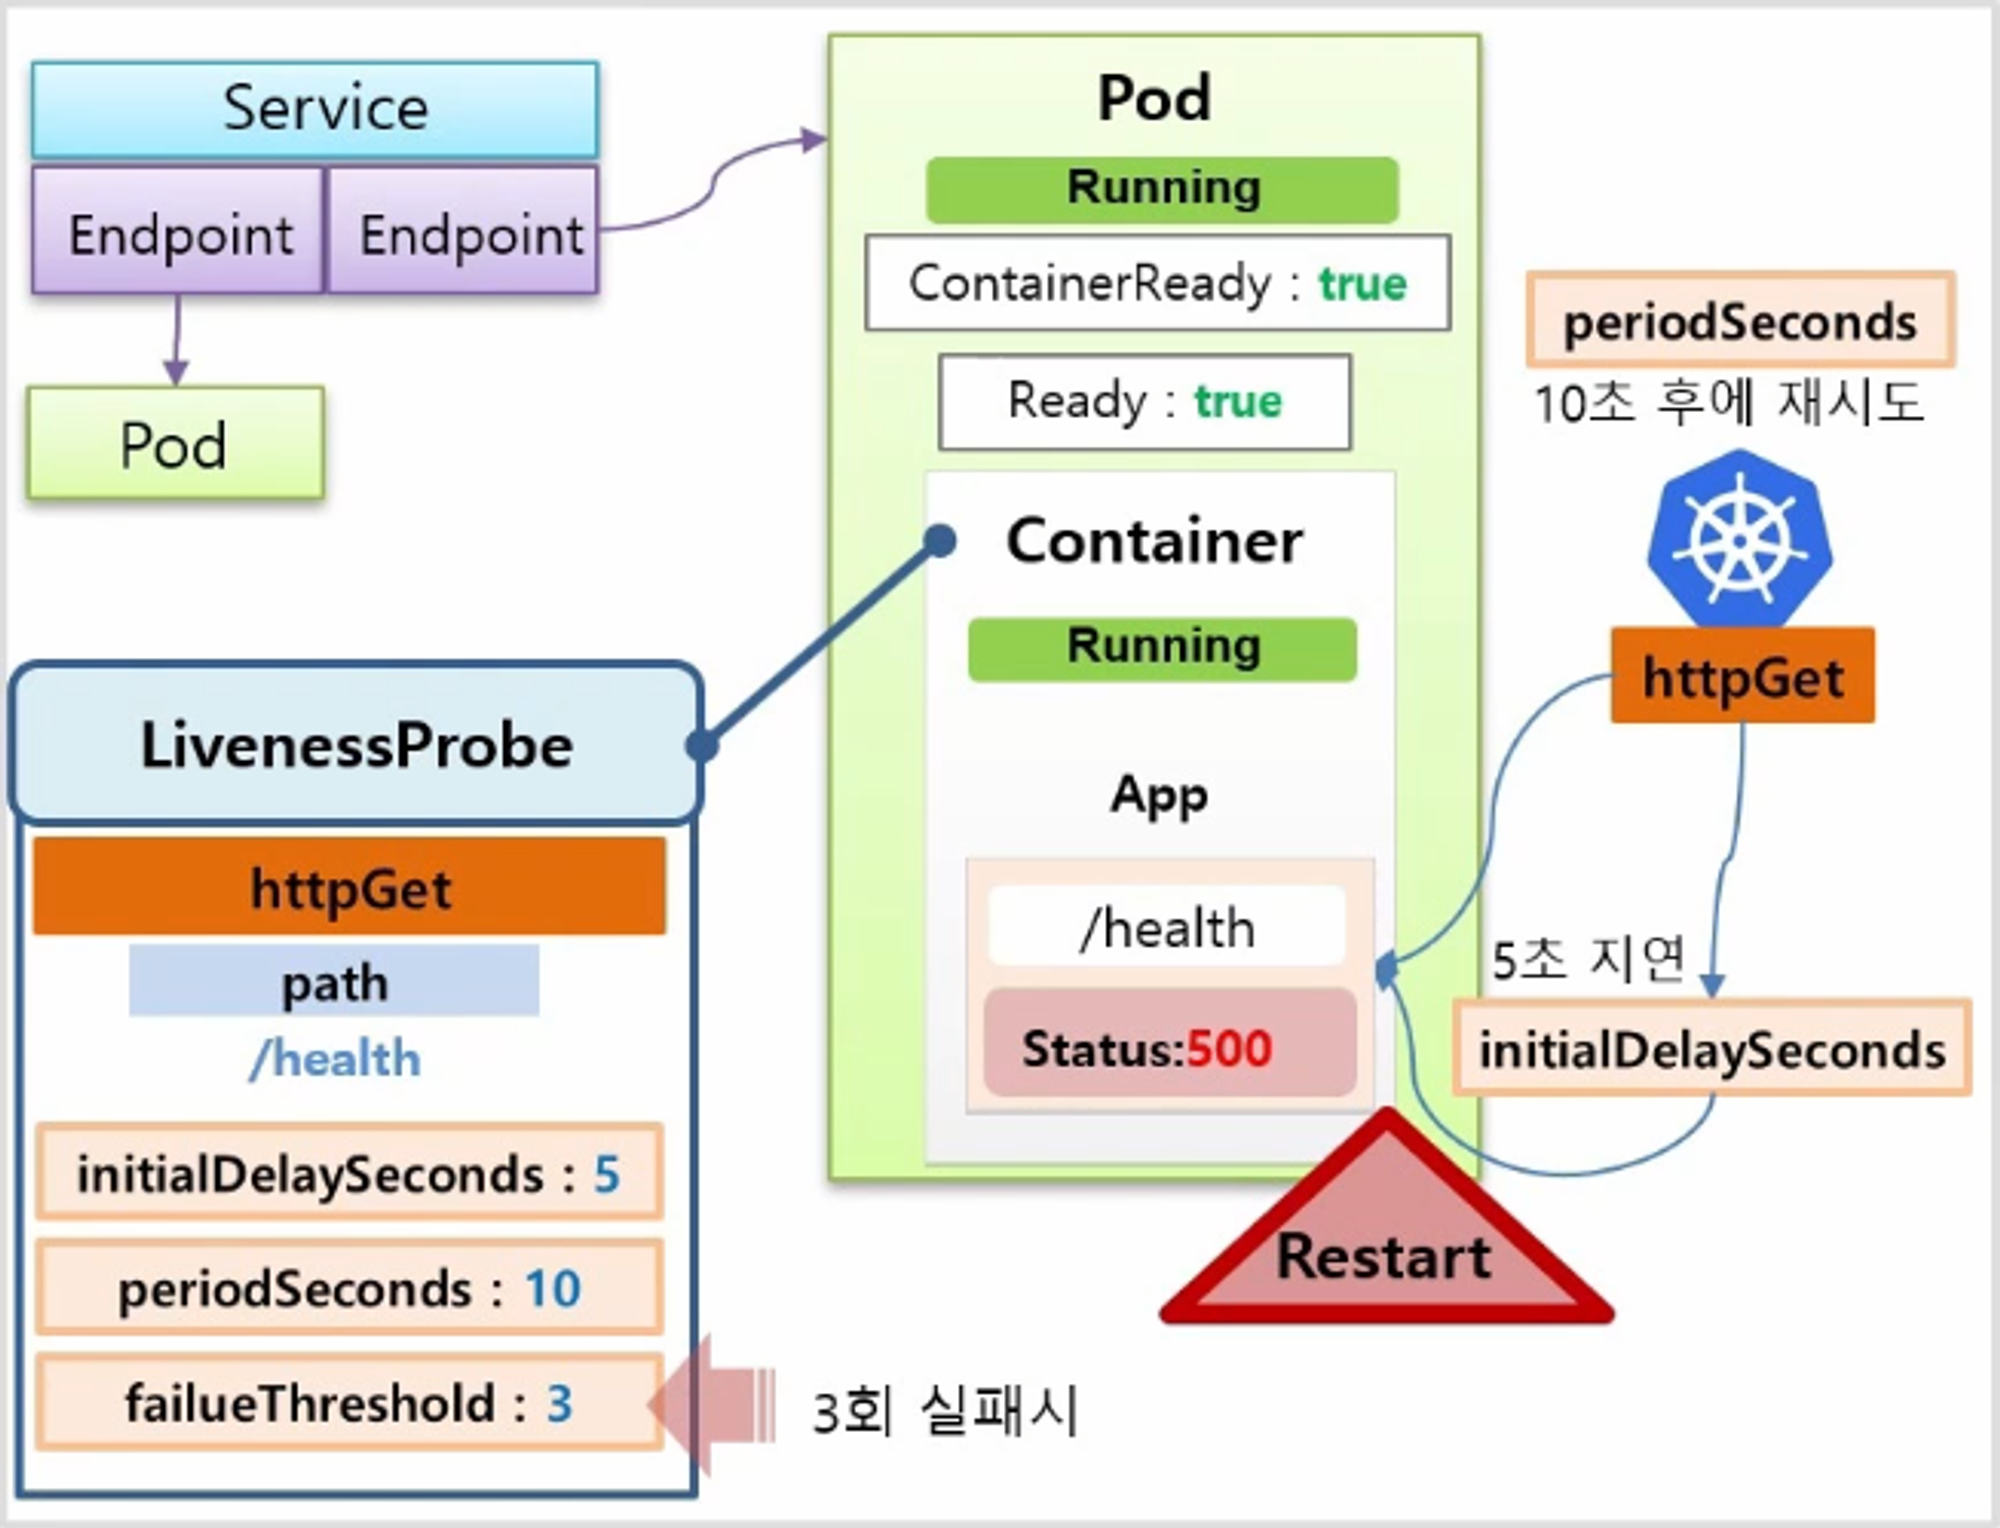 Service
Endpoint
Endpoint
Pod
Pod
Running
ContainerReady : true
Ready : true
Container
Running
App
/health
Status:500
periodSeconds
10초 후에 재시도
httpGet
5초 지연
initialDelaySeconds
Restart
LivenessProbe
httpGet
path
/health
initialDelaySeconds : 5
periodSeconds : 10
failueThreshold : 3
3회 실패시